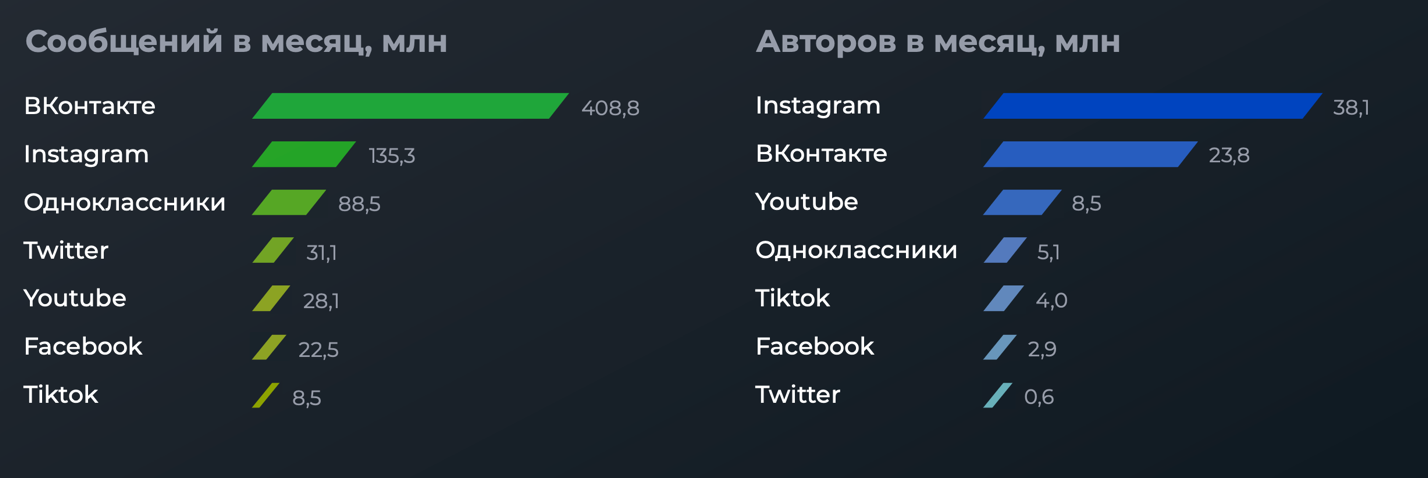 Сообщений в месяц, млн
ВКонтакте 408,8
Instagram 135,3
Одноклассники 88,5
Twitter 31,1
Youtube 28,1
Facebook 22,5
Tiktok 8,5
Авторов в месяц, млн
Instagram 38,1
ВКонтакте 23,8
Youtube 8,5
Одноклассники 5,1
Tiktok 4,0
Facebook 2,9
Twitter 0,6